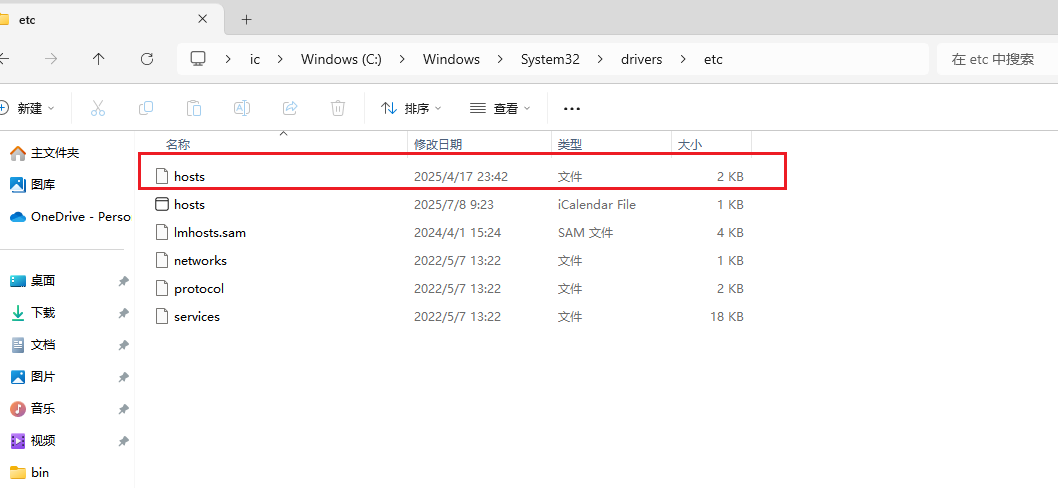 etc
ic > Windows (C:) > Windows > System32 > drivers > etc
在 etc 中搜索
新建
排序
查看
名称 修改日期 类型 大小
主文件夹
图库
OneDrive - Perso
桌面
下载
文档
图片
音乐
视频
bin
hosts 2025/4/17 23:42 文件 2 KB
hosts 2025/7/8 9:23 iCalendar File 1 KB
lmhosts.sam 2024/4/1 15:24 SAM 文件 4 KB
networks 2022/5/7 13:22 文件 1 KB
protocol 2022/5/7 13:22 文件 2 KB
services 2022/5/7 13:22 文件 18 KB